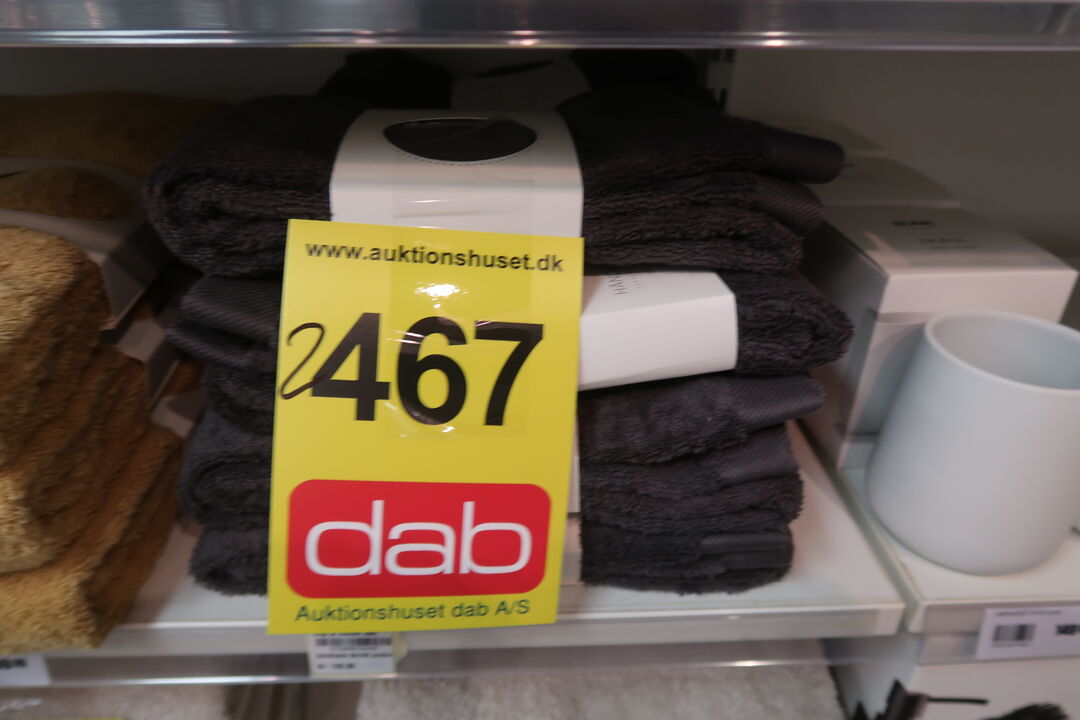 www.auktionshuset.dk
2467
dab
Auktionshuset dab A/S